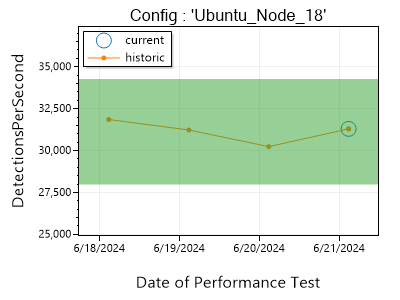 Config : 'Ubuntu_Node_18'
current
historic
DetectionsPerSecond
35,000
32,500
30,000
27,500
25,000
6/18/2024
6/19/2024
6/20/2024
6/21/2024
Date of Performance Test